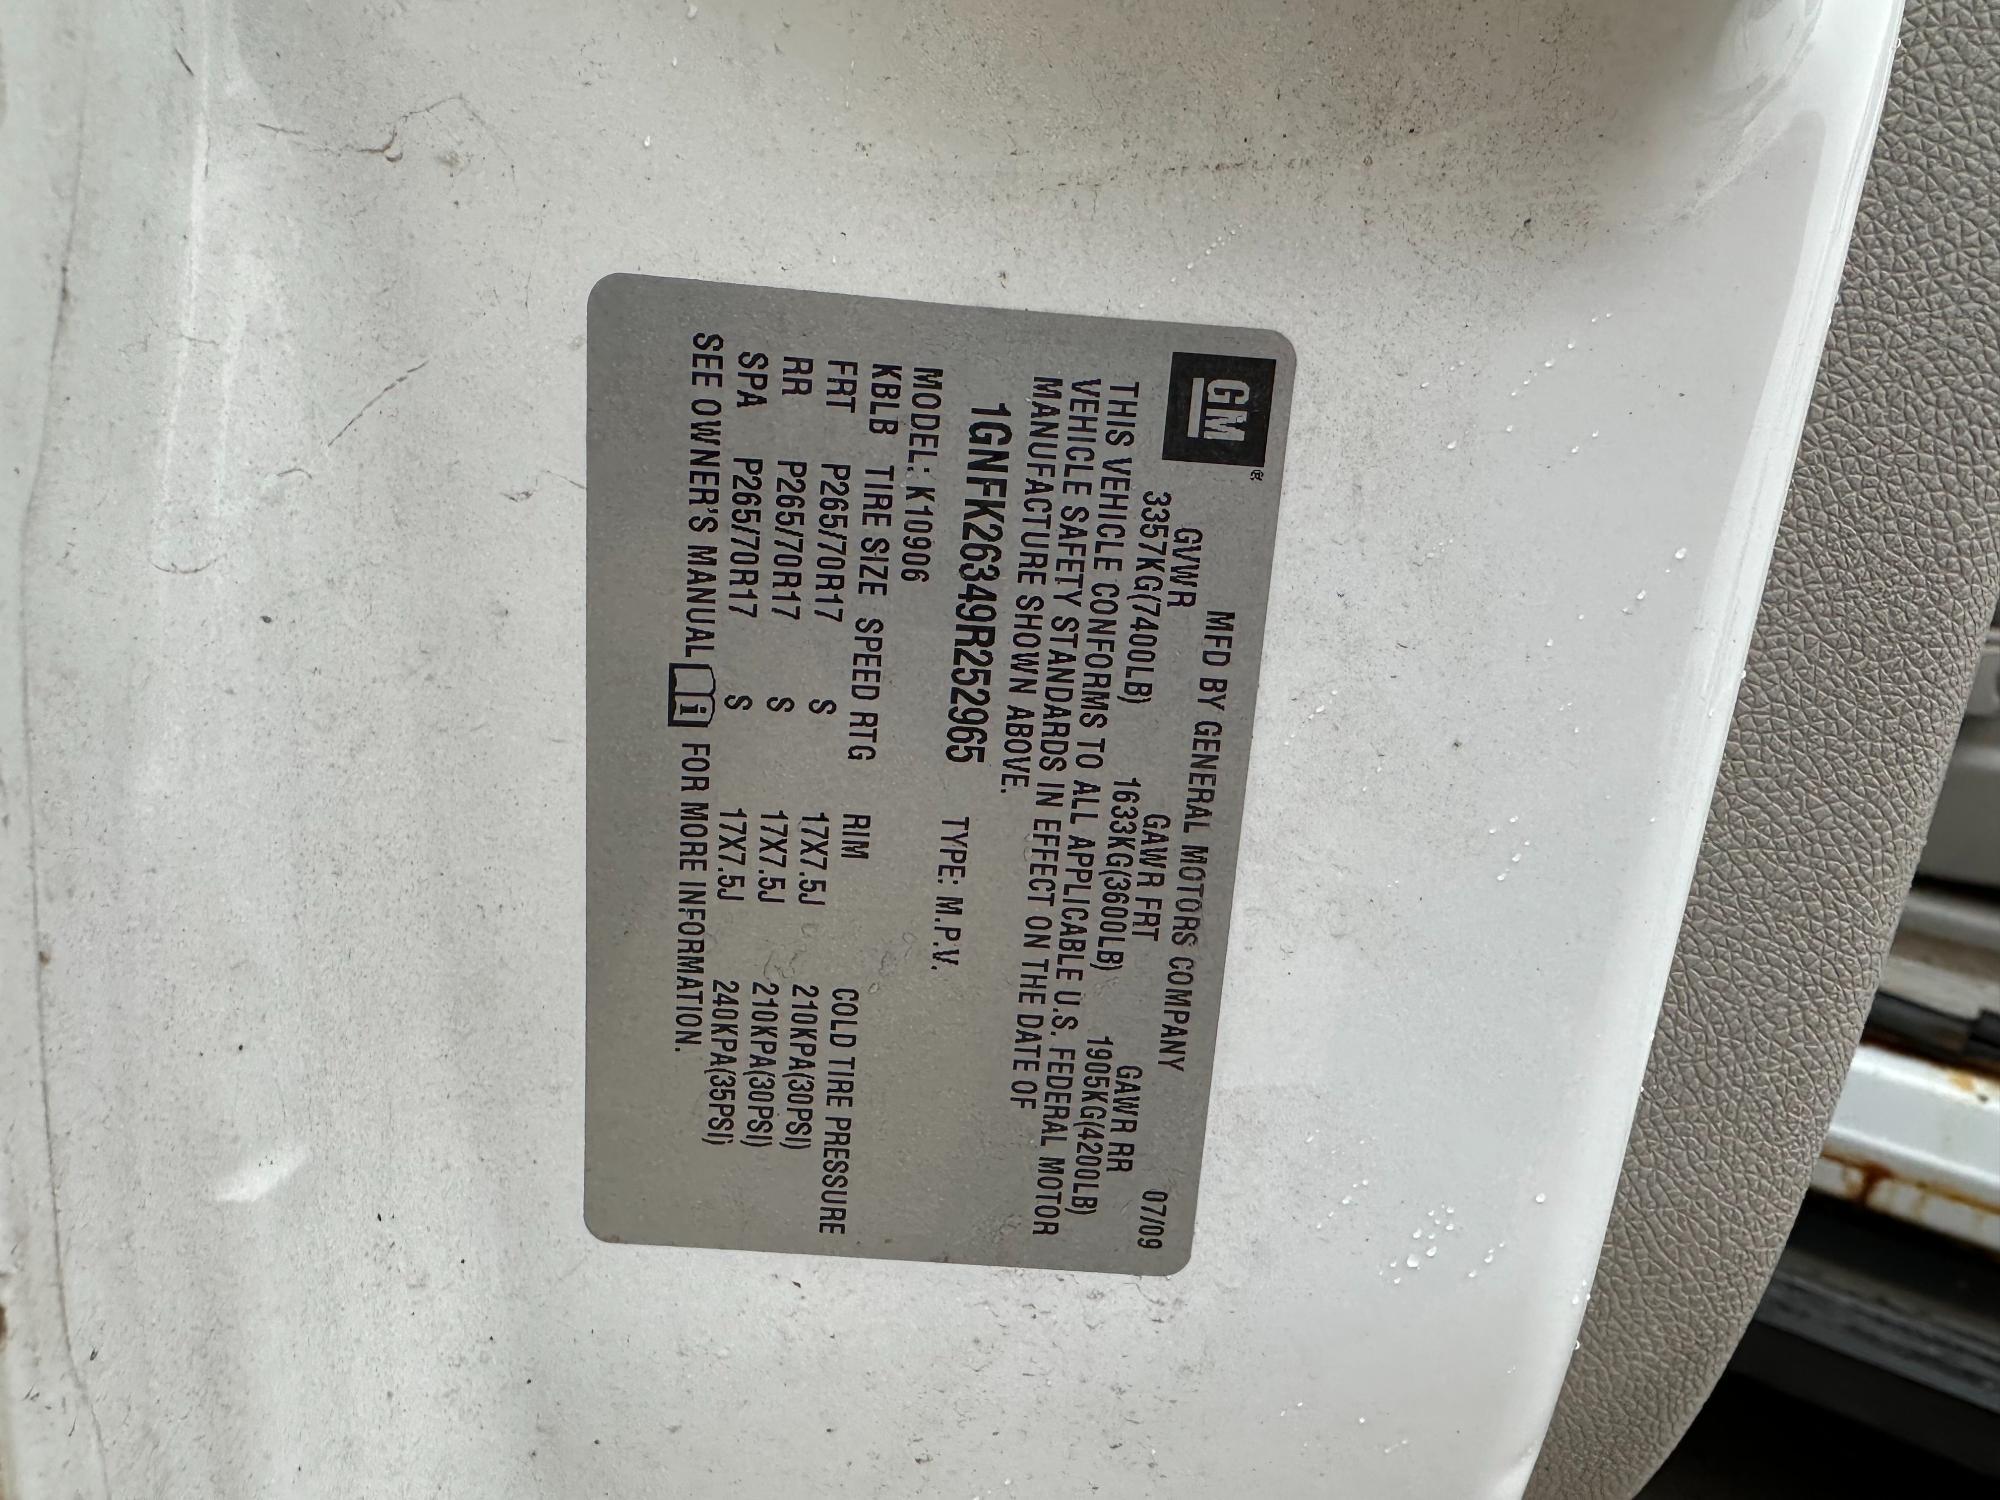 GM®
MFD BY GENERAL MOTORS COMPANY 07/09
GVWR GAWR FRT GAWR RR
3357KG(7400LB) 1633KG(3600LB) 1905KG(4200LB)
THIS VEHICLE CONFORMS TO ALL APPLICABLE U.S. FEDERAL MOTOR
VEHICLE SAFETY STANDARDS IN EFFECT ON THE DATE OF
MANUFACTURE SHOWN ABOVE.
1GNFK26349R252965 TYPE: M.P.V.
MODEL: K10906
KBLB TIRE SIZE SPEED RTG RIM COLD TIRE PRESSURE
FRT P265/70R17 S 17X7.5J 210KPA(30PSI)
RR P265/70R17 S 17X7.5J 210KPA(30PSI)
SPA P265/70R17 S 17X7.5J 240KPA(35PSI)
SEE OWNER'S MANUAL i FOR MORE INFORMATION.